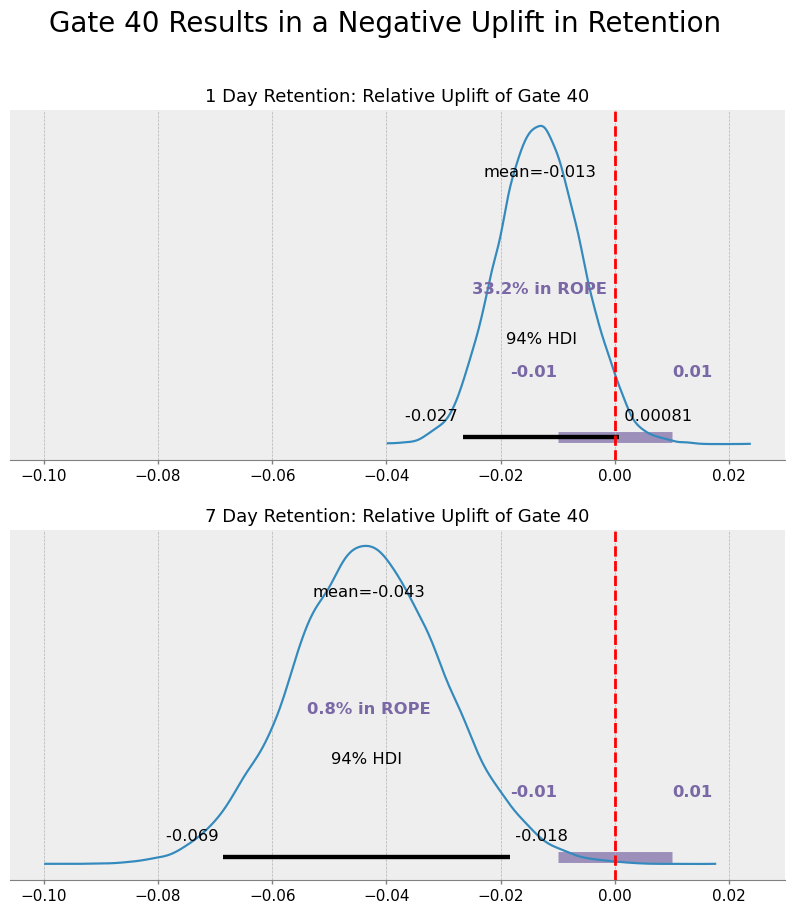 Gate 40 Results in a Negative Uplift in Retention
1 Day Retention: Relative Uplift of Gate 40
mean=-0.013
33.2% in ROPE
94% HDI
-0.01 0.01
-0.027 0.00081
−0.10 −0.08 −0.06 −0.04 −0.02 0.00 0.02
7 Day Retention: Relative Uplift of Gate 40
mean=-0.043
0.8% in ROPE
94% HDI
-0.01 0.01
-0.069 -0.018
−0.10 −0.08 −0.06 −0.04 −0.02 0.00 0.02